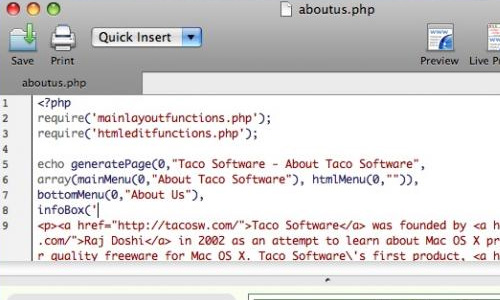 aboutus.php
Quick Insert
Save
Print
Preview
Live Pr
aboutus.php
1 <?php
2 require('mainlayoutfunctions.php');
3 require('htmleditfunctions.php');
4
5 echo generatePage(0,"Taco Software - About Taco Software",
6 array(mainMenu(0,"About Taco Software"), htmlMenu(0,"")),
7 bottomMenu(0,"About Us"),
8 infoBox('
9 <p><a href="http://tacosw.com/">Taco Software</a> was founded by <a h
.com/">Raj Doshi</a> in 2002 as an attempt to learn about Mac OS X pr
r quality freeware for Mac OS X. Taco Software\'s first product, <a h